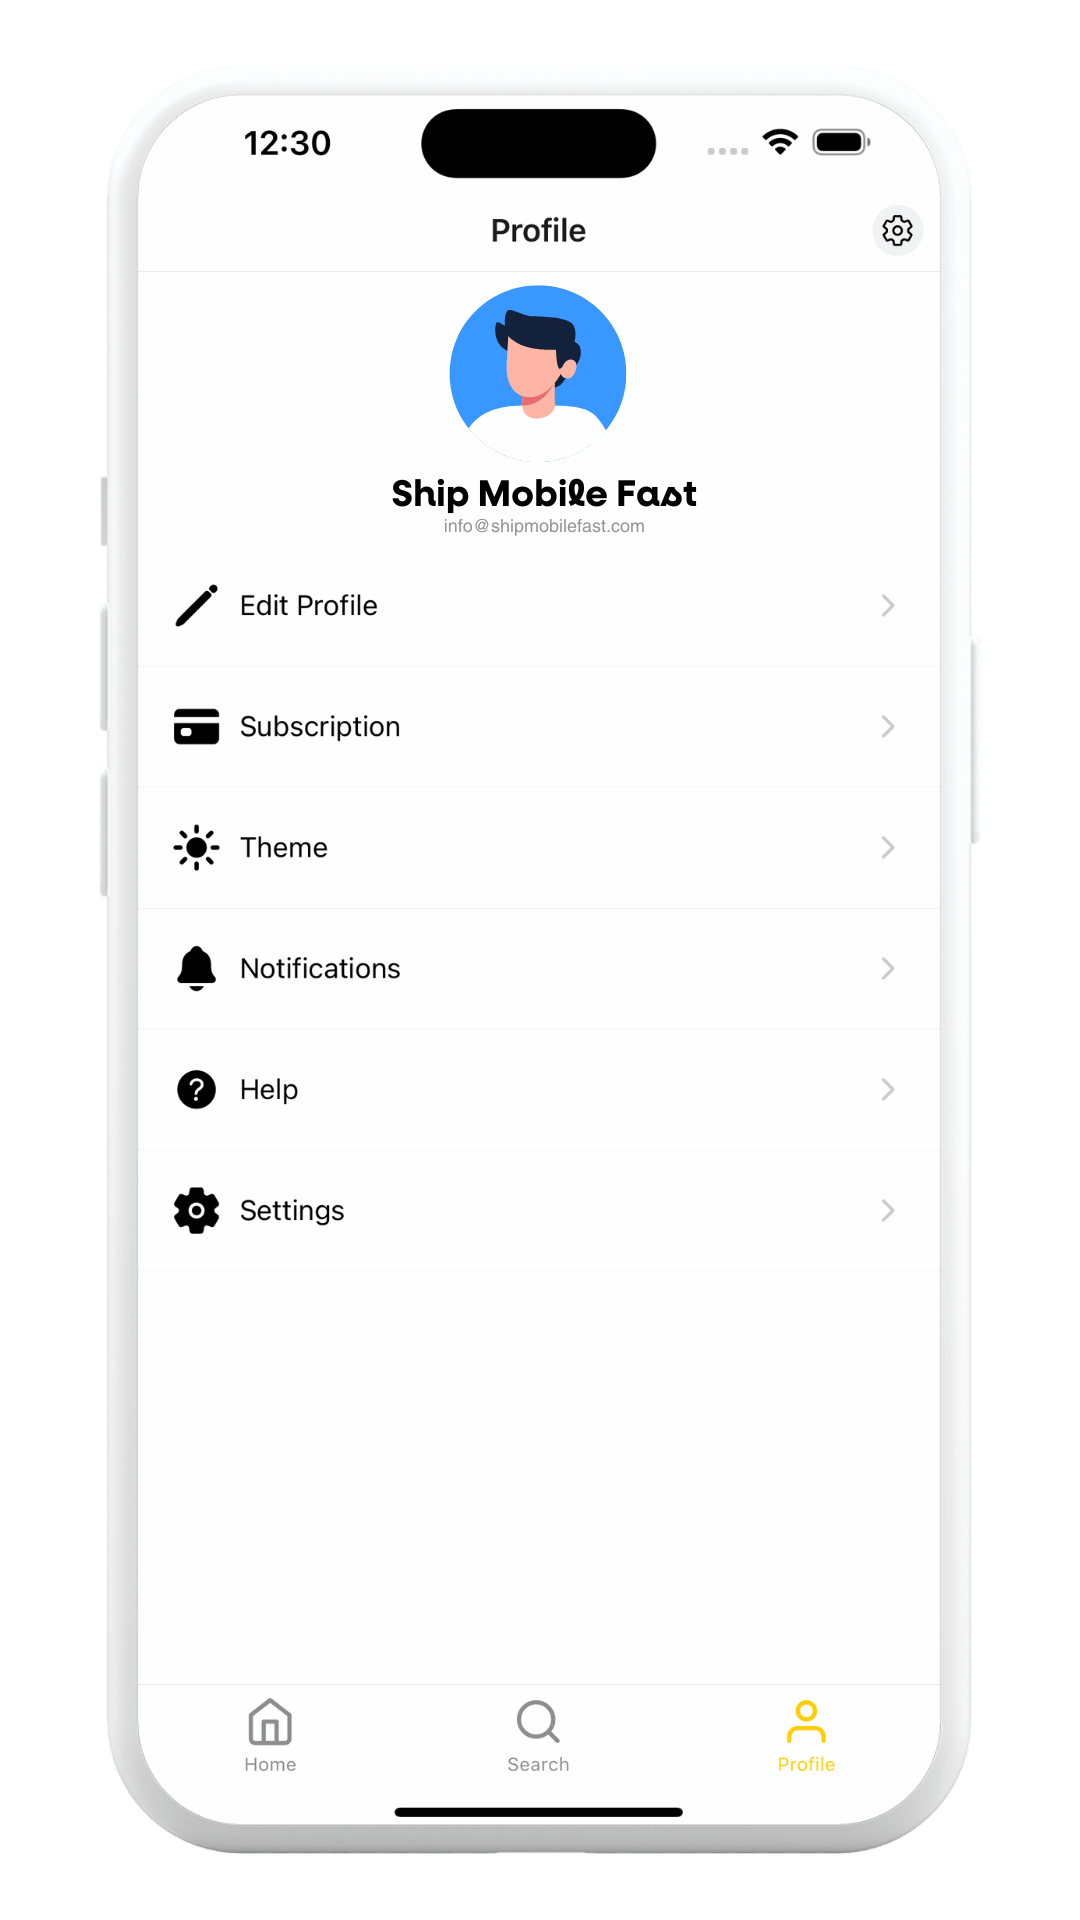 12:30
Profile
Ship Mobile Fast
info@shipmobilefast.com
Edit Profile
Subscription
Theme
Notifications
Help
Settings
Home
Search
Profile